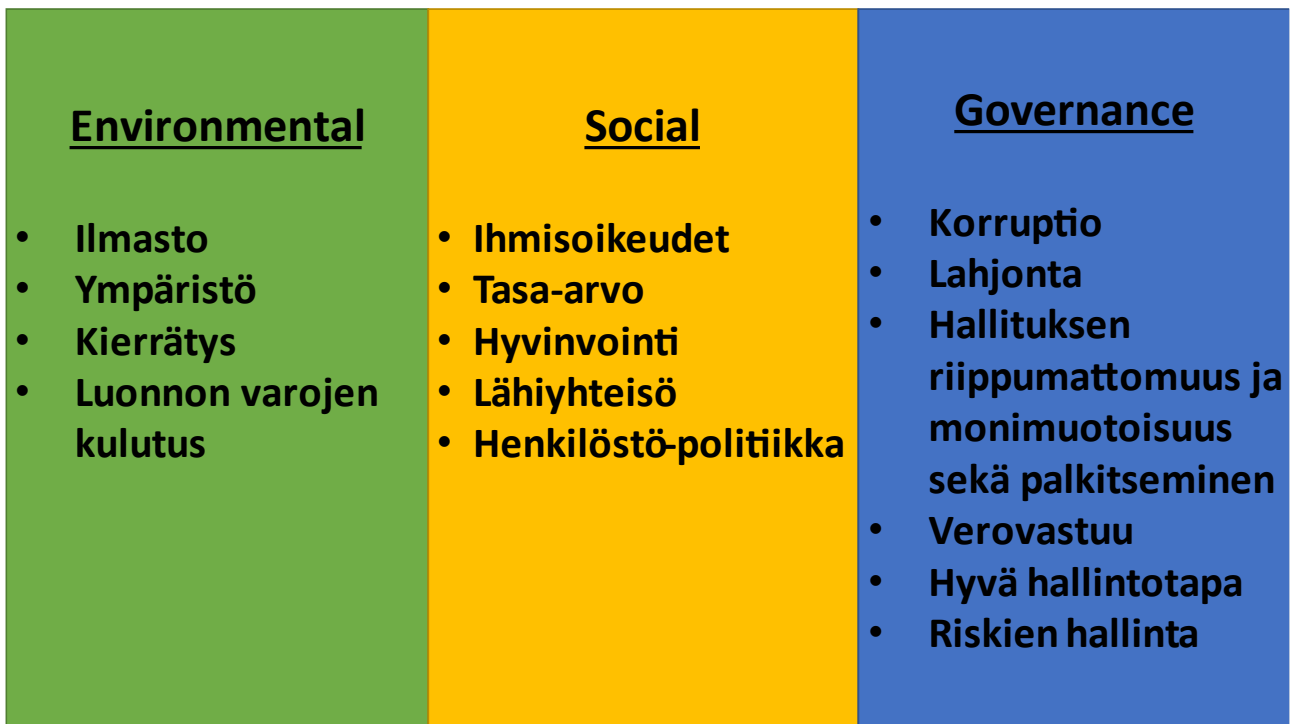 Environmental
• Ilmasto
• Ympäristö
• Kierrätys
• Luonnon varojen
kulutus
Social
• Ihmisoikeudet
• Tasa-arvo
• Hyvinvointi
• Lähiyhteisö
• Henkilöstö-politiikka
Governance
• Korruptio
• Lahjonta
• Hallituksen
riippumattomuus ja
monimuotoisuus
sekä palkitseminen
• Verovastuu
• Hyvä hallintotapa
• Riskien hallinta